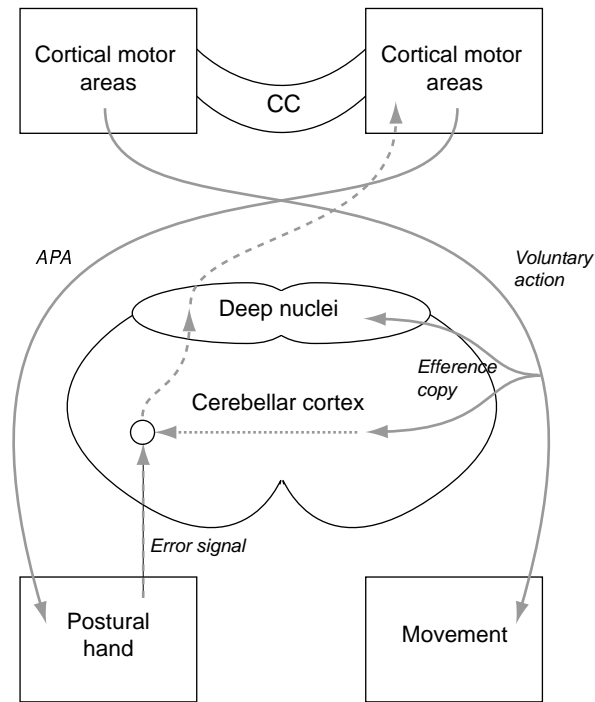 Cortical motor
areas
CC
Cortical motor
areas
APA
Voluntary
action
Deep nuclei
Efference
copy
Cerebellar cortex
Error signal
Postural
hand
Movement